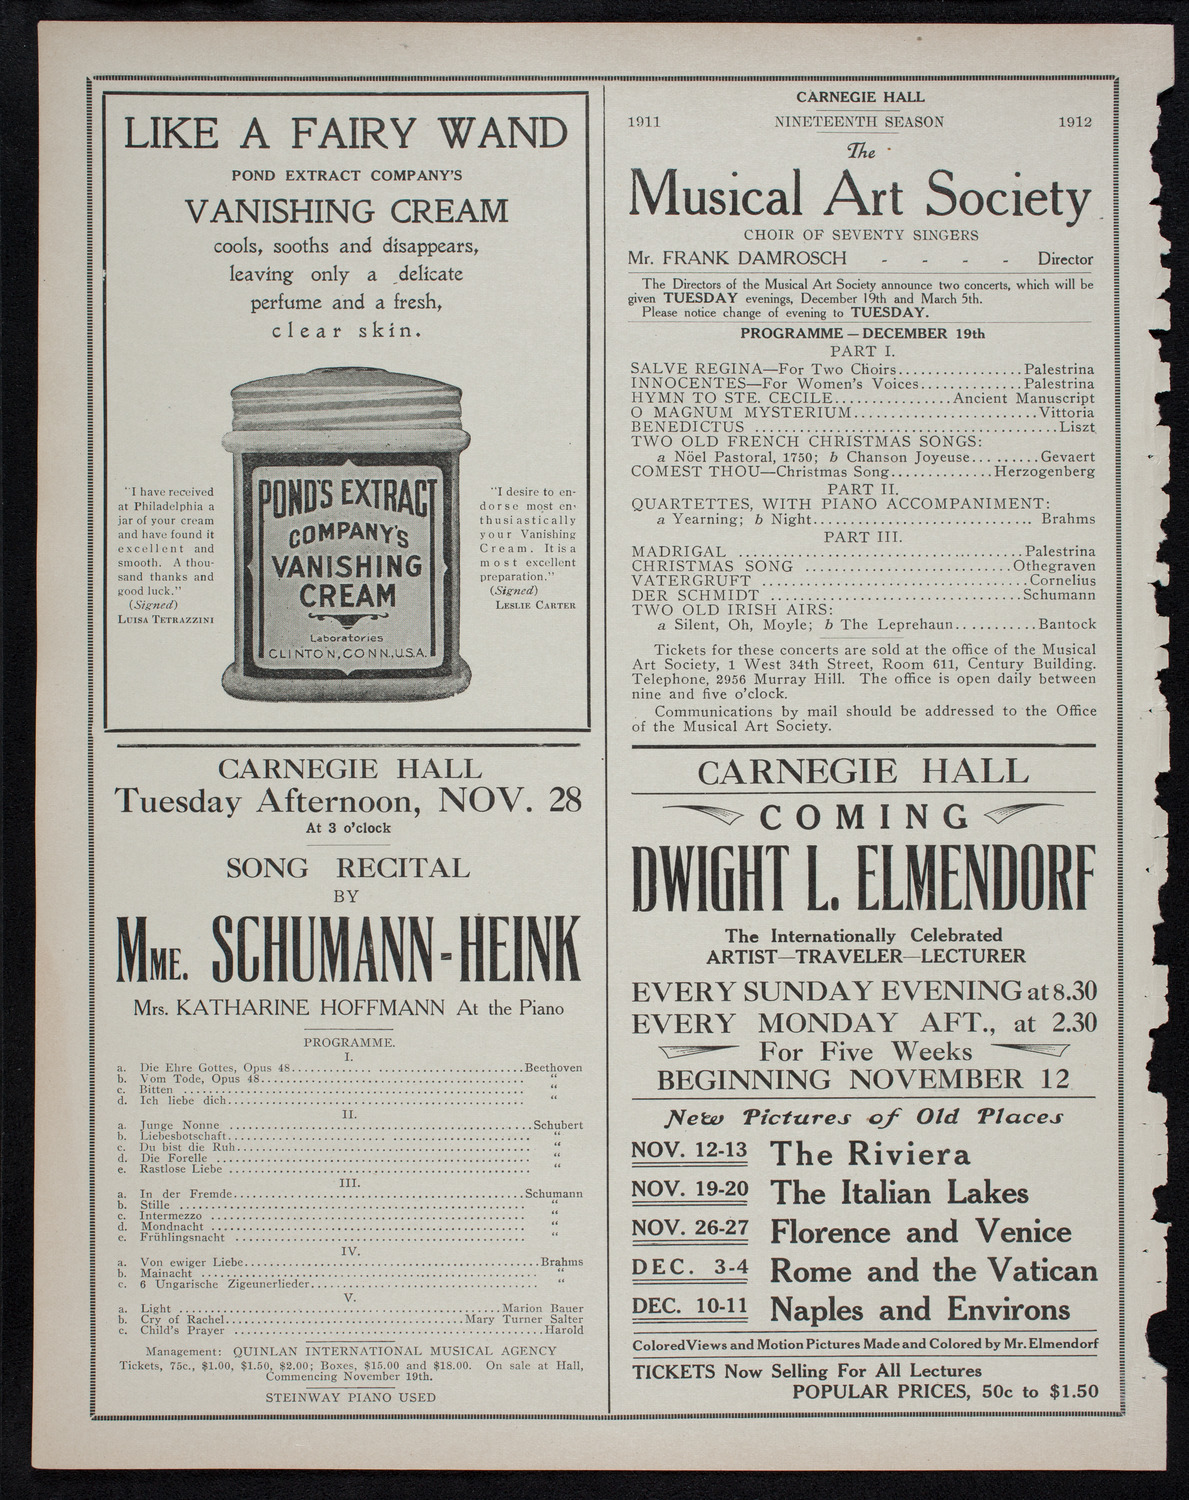 LIKE A FAIRY WAND
POND EXTRACT COMPANY'S
VANISHING CREAM
cools, sooths and disappears,
leaving only a delicate
perfume and a fresh,
clear skin.
"I have received
at Philadelphia a
jar of your cream
and have found it
excellent and
smooth. A thou-
sand thanks and
good luck."
(Signed)
LUISA TETRAZZINI
POND'S EXTRACT
COMPANY'S
VANISHING
CREAM
Laboratories
CLINTON, CONN., U.S.A.
"I desire to en-
dorse most en-
thusiastically
your Vanishing
Cream. It is a
most excellent
preparation."
(Signed)
LESLIE CARTER
CARNEGIE HALL
Tuesday Afternoon, NOV. 28
At 3 o'clock
SONG RECITAL
BY
MME. SCHUMANN-HEINK
Mrs. KATHARINE HOFFMANN At the Piano
PROGRAMME.
I.
a. Die Ehre Gottes, Opus 48..........Beethoven
b. Vom Tode, Opus 48.......... "
c. Bitten .......... "
d. Ich liebe dich.......... "
II.
a. Junge Nonne ..........Schubert
b. Liebesbotschaft.......... "
c. Du bist die Ruh.......... "
d. Die Forelle .......... "
e. Rastlose Liebe .......... "
III.
a. In der Fremde..........Schumann
b. Stille .......... "
c. Intermezzo .......... "
d. Mondnacht .......... "
e. Frühlingsnacht .......... "
IV.
a. Von ewiger Liebe..........Brahms
b. Mainacht .......... "
c. 6 Ungarische Zigeunerlieder.......... "
V.
a. Light ..........Marion Bauer
b. Cry of Rachel..........Mary Turner Salter
c. Child's Prayer ..........Harold
Management: QUINLAN INTERNATIONAL MUSICAL AGENCY
Tickets, 75c., $1.00, $1.50, $2.00; Boxes, $15.00 and $18.00. On sale at Hall,
Commencing November 19th.
STEINWAY PIANO USED
CARNEGIE HALL
1911 NINETEENTH SEASON 1912
The
Musical Art Society
CHOIR OF SEVENTY SINGERS
Mr. FRANK DAMROSCH - - - - Director
The Directors of the Musical Art Society announce two concerts, which will be
given TUESDAY evenings, December 19th and March 5th.
Please notice change of evening to TUESDAY.
PROGRAMME — DECEMBER 19th
PART I.
SALVE REGINA—For Two Choirs..........Palestrina
INNOCENTES—For Women's Voices..........Palestrina
HYMN TO STE. CECILE..........Ancient Manuscript
O MAGNUM MYSTERIUM..........Vittoria
BENEDICTUS ..........Liszt
TWO OLD FRENCH CHRISTMAS SONGS:
a Nöel Pastoral, 1750; b Chanson Joyeuse..........Gevaert
COMEST THOU—Christmas Song..........Herzogenberg
PART II.
QUARTETTES, WITH PIANO ACCOMPANIMENT:
a Yearning; b Night.......... Brahms
PART III.
MADRIGAL ..........Palestrina
CHRISTMAS SONG ..........Othegraven
VATERGRUFT ..........Cornelius
DER SCHMIDT ..........Schumann
TWO OLD IRISH AIRS:
a Silent, Oh, Moyle; b The Leprehaun..........Bantock
Tickets for these concerts are sold at the office of the Musical
Art Society, 1 West 34th Street, Room 611, Century Building.
Telephone, 2956 Murray Hill. The office is open daily between
nine and five o'clock.
Communications by mail should be addressed to the Office
of the Musical Art Society.
CARNEGIE HALL
COMING
DWIGHT L. ELMENDORF
The Internationally Celebrated
ARTIST—TRAVELER—LECTURER
EVERY SUNDAY EVENING at 8.30
EVERY MONDAY AFT., at 2.30
For Five Weeks
BEGINNING NOVEMBER 12
New Pictures of Old Places
NOV. 12-13 The Riviera
NOV. 19-20 The Italian Lakes
NOV. 26-27 Florence and Venice
DEC. 3-4 Rome and the Vatican
DEC. 10-11 Naples and Environs
Colored Views and Motion Pictures Made and Colored by Mr. Elmendorf
TICKETS Now Selling For All Lectures
POPULAR PRICES, 50c to $1.50